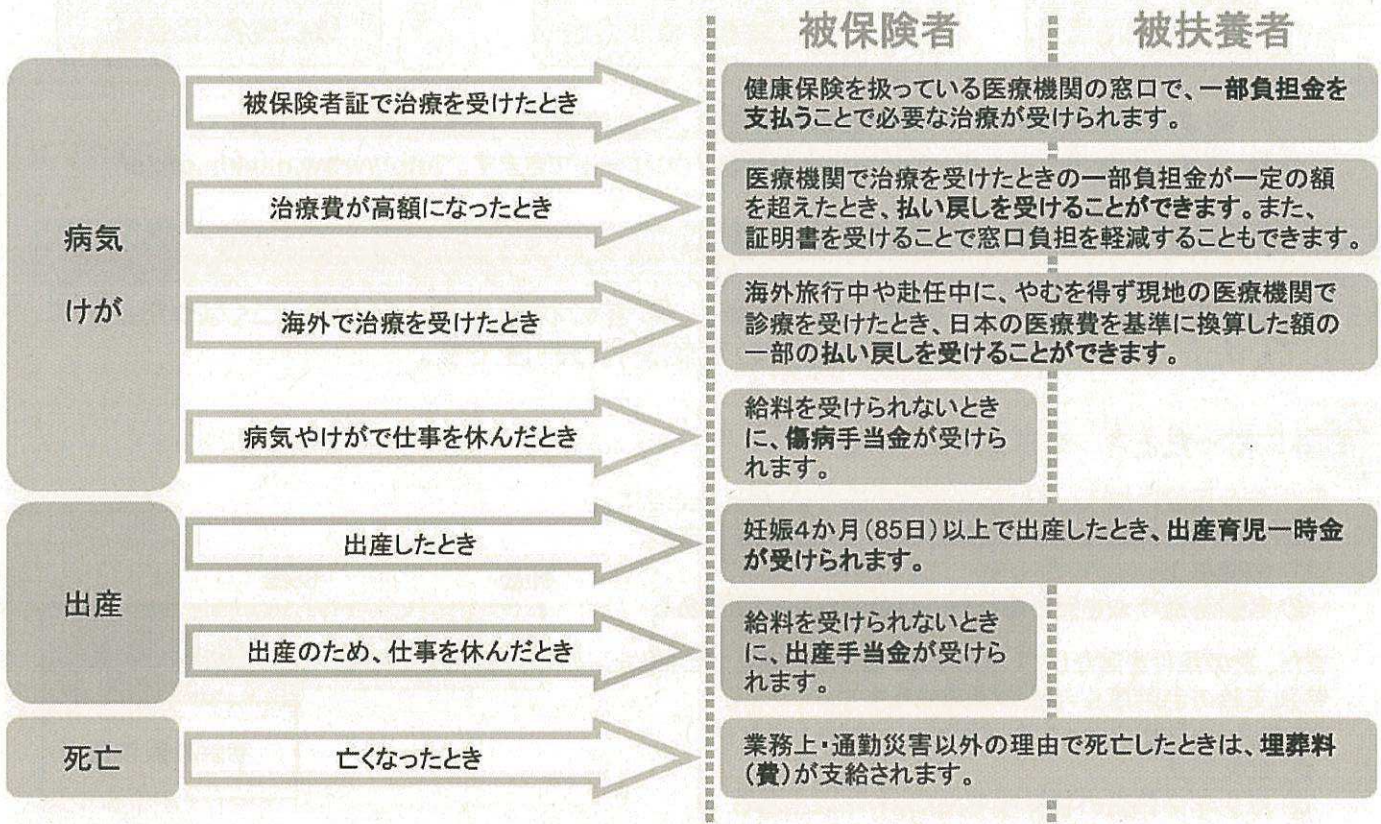 被保険者
被扶養者
病気
けが
被保険者証で治療を受けたとき
健康保険を扱っている医療機関の窓口で、一部負担金を
支払うことで必要な治療が受けられます。
治療費が高額になったとき
医療機関で治療を受けたときの一部負担金が一定の額
を超えたとき、払い戻しを受けることができます。また、
証明書を受けることで窓口負担を軽減することもできます。
海外で治療を受けたとき
海外旅行中や赴任中に、やむを得ず現地の医療機関で
診療を受けたとき、日本の医療費を基準に換算した額の
一部の払い戻しを受けることができます。
病気やけがで仕事を休んだとき
給料を受けられないとき
に、傷病手当金が受けら
れます。
出産
出産したとき
妊娠4か月(85日)以上で出産したとき、出産育児一時金
が受けられます。
出産のため、仕事を休んだとき
給料を受けられないとき
に、出産手当金が受けら
れます。
死亡
亡くなったとき
業務上・通勤災害以外の理由で死亡したときは、埋葬料
(費)が支給されます。